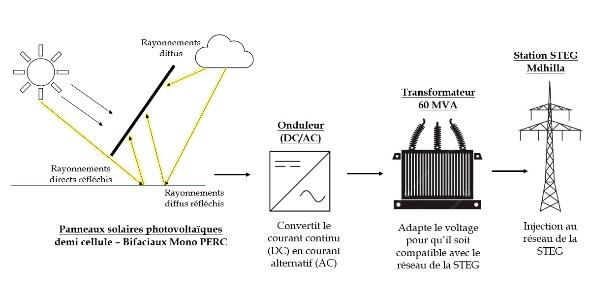 Rayonnements
diffus
Rayonnements
directs réfléchis
Rayonnements
diffus réfléchis
Panneaux solaires photovoltaïques
demi cellule – Bifaciaux Mono PERC
Onduleur
(DC/AC)
Convertit le
courant continu
(DC) en courant
alternatif (AC)
Transformateur
60 MVA
Adapte le voltage
pour qu'il soit
compatible avec le
réseau de la STEG
Station STEG
Mdhilla
Injection au
réseau de la
STEG